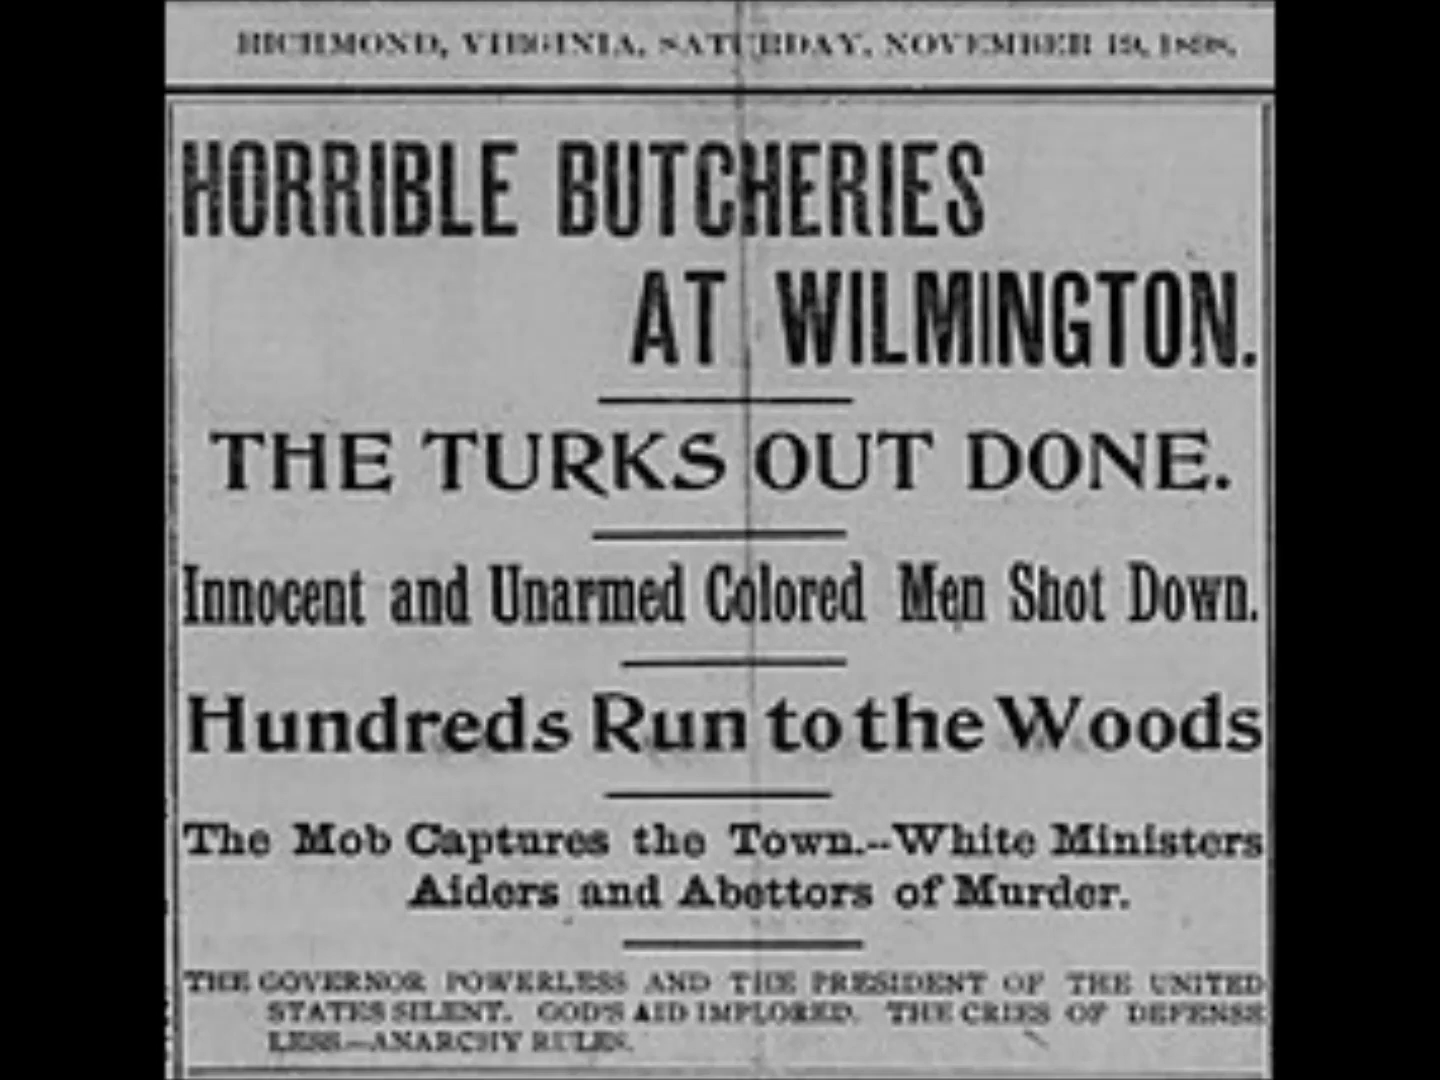 RICHMOND, VIRGINIA, SATURDAY, NOVEMBER 19, 1898.
HORRIBLE BUTCHERIES
AT WILMINGTON.
THE TURKS OUT DONE.
Innocent and Unarmed Colored Men Shot Down.
Hundreds Run to the Woods
The Mob Captures the Town.--White Ministers
Aiders and Abettors of Murder.
THE GOVERNOR POWERLESS AND THE PRESIDENT OF THE UNITED
STATES SILENT. GOD'S AID IMPLORED. THE CRIES OF DEFENSE
LESS.—ANARCHY RULES.